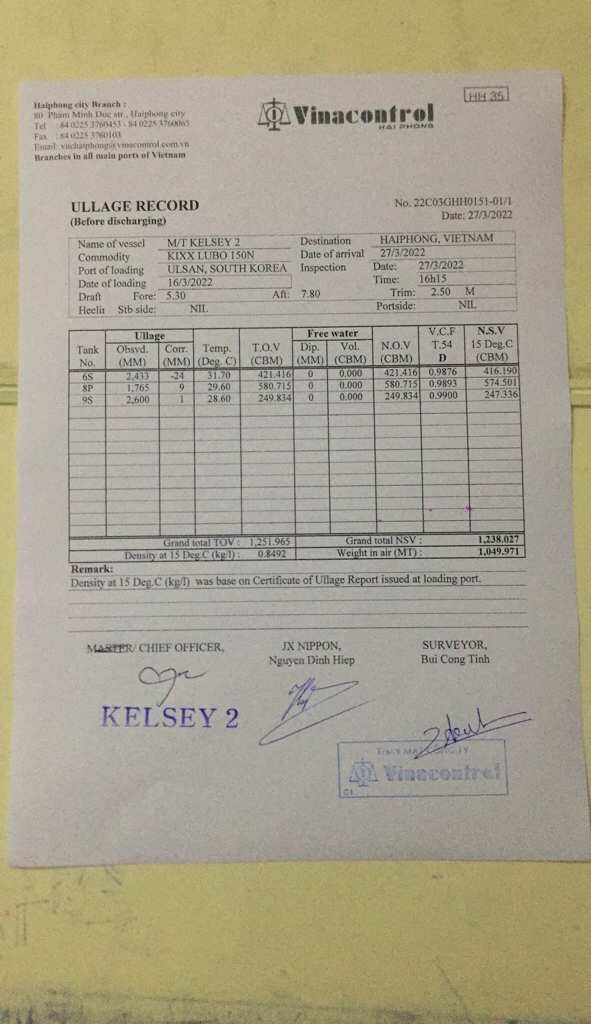 Haiphong city Branch :
80 Pham Minh Duc str., Haiphong city
Tel : 84 0225 3760453 - 84 0225 3760065
Fax : 84 0225 3760103
Email: vnchaiphong@vinacontrol.com.vn
Branches in all main ports of Vietnam
HH 35
Vinacontrol
HAI PHONG
ULLAGE RECORD
(Before discharging)
No. 22C03GHH0151-01/1
Date: 27/3/2022
Name of vessel M/T KELSEY 2 Destination HAIPHONG, VIETNAM
Commodity KIXX LUBO 150N Date of arrival 27/3/2022
Port of loading ULSAN, SOUTH KOREA Inspection Date: 27/3/2022
Date of loading 16/3/2022 Time: 16h15
Draft Fore: 5.30 Aft: 7.80 Trim: 2.50 M
Heelin Stb side: NIL Portside: NIL
Ullage Free water V.C.F N.S.V
Tank Obsvd. Corr. Temp. T.O.V Dip. Vol. N.O.V T.54 15 Deg.C
No. (MM) (MM) (Deg. C) (CBM) (MM) (CBM) (CBM) D (CBM)
6S 2,433 -24 31.70 421.416 0 0.000 421.416 0.9876 416.190
8P 1,765 9 29.60 580.715 0 0.000 580.715 0.9893 574.501
9S 2,600 1 28.60 249.834 0 0.000 249.834 0.9900 247.336
Grand total TOV : 1,251.965 Grand total NSV : 1,238.027
Density at 15 Deg.C (kg/l) : 0.8492 Weight in air (MT) : 1,049.971
Remark:
Density at 15 Deg.C (kg/l) was base on Certificate of Ullage Report issued at loading port.
MASTER/ CHIEF OFFICER, JX NIPPON, SURVEYOR,
Nguyen Dinh Hiep Bui Cong Tinh
KELSEY 2
Vinacontrol